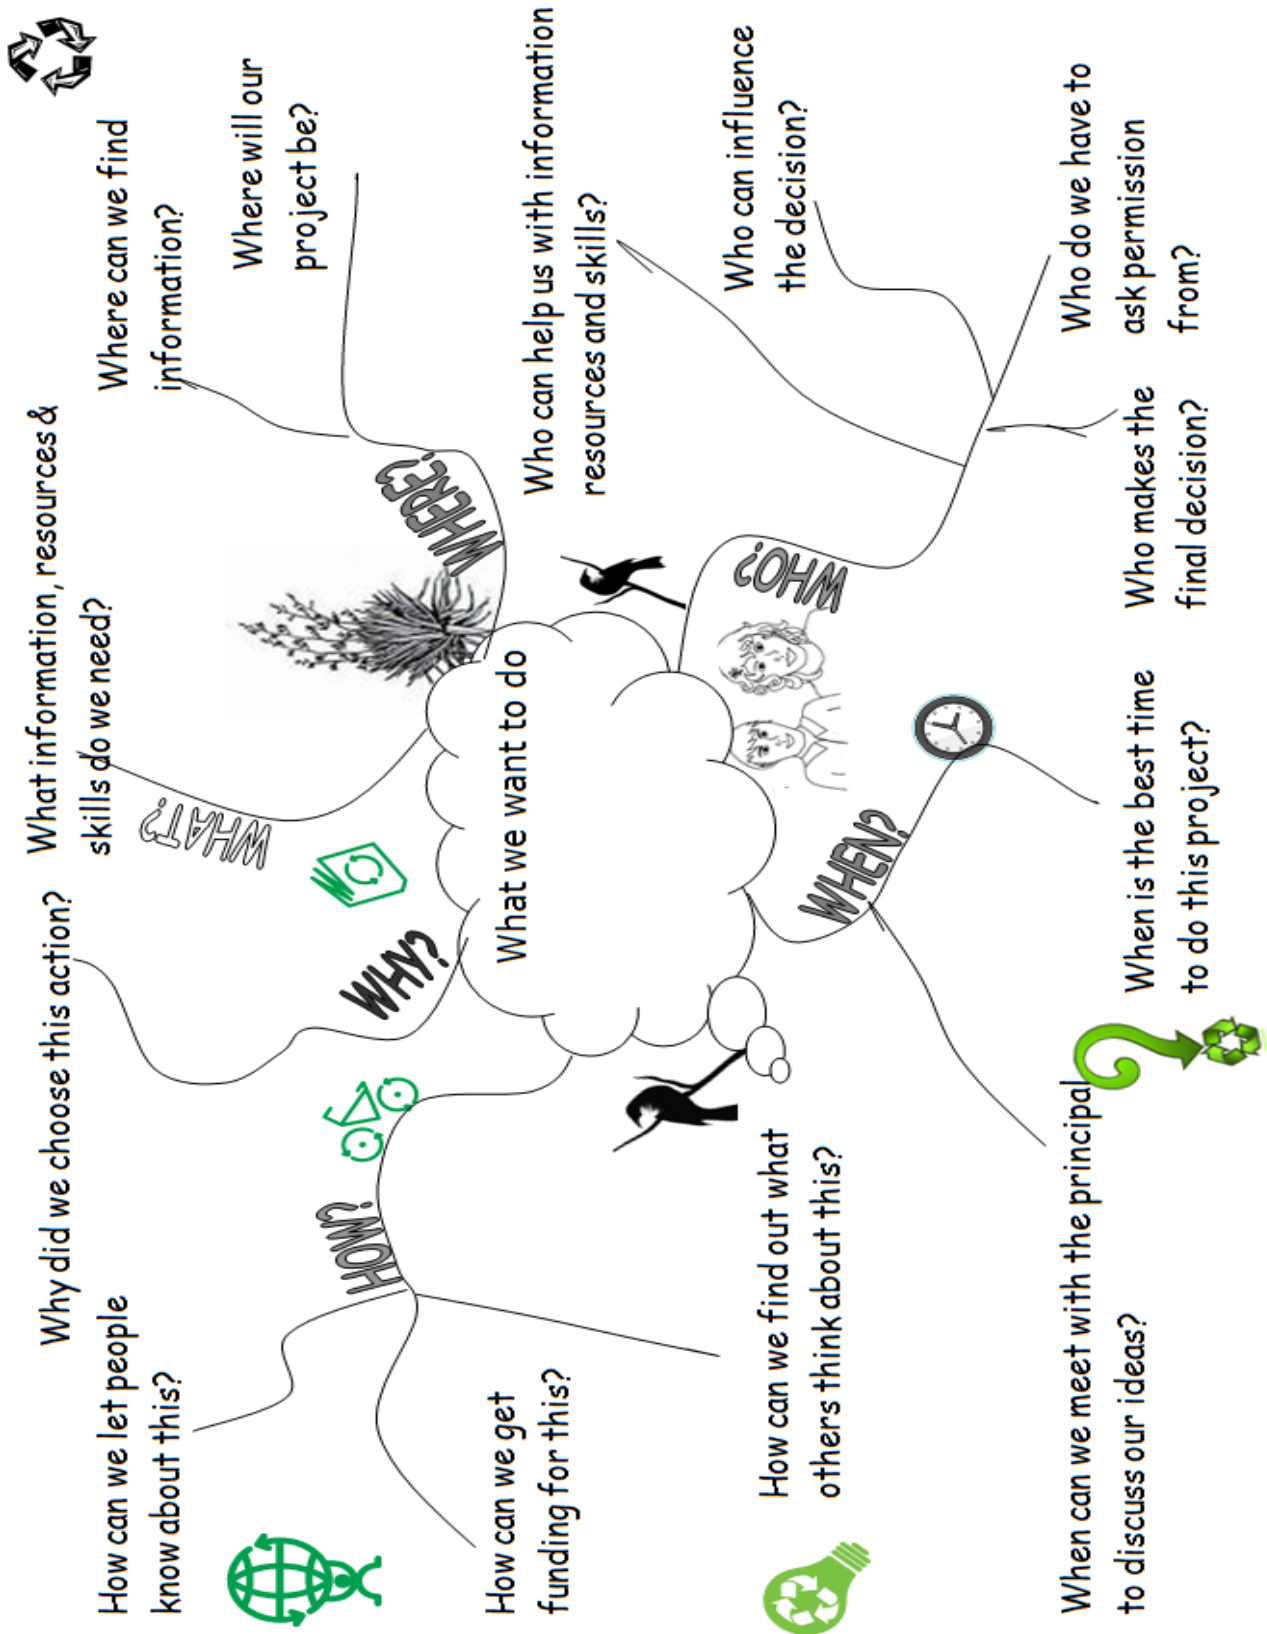 How can we let people
know about this?
Why did we choose this action?
What information, resources &
skills do we need?
Where can we find
information?
Where will our
project be?
WHAT?
WHERE?
WHY?
HOW?
What we want to do
How can we get
funding for this?
Who can help us with information
resources and skills?
WHO?
Who can influence
the decision?
How can we find out what
others think about this?
WHEN?
When can we meet with the principal
to discuss our ideas?
When is the best time
to do this project?
Who makes the
final decision?
Who do we have to
ask permission
from?